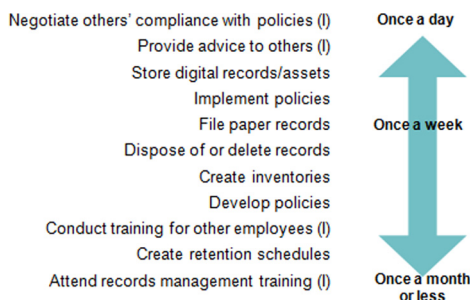 Negotiate others' compliance with policies (I)
Once a day
Provide advice to others (I)
Store digital records/assets
Implement policies
File paper records
Once a week
Dispose of or delete records
Create inventories
Develop policies
Conduct training for other employees (I)
Create retention schedules
Attend records management training (I)
Once a month
or less